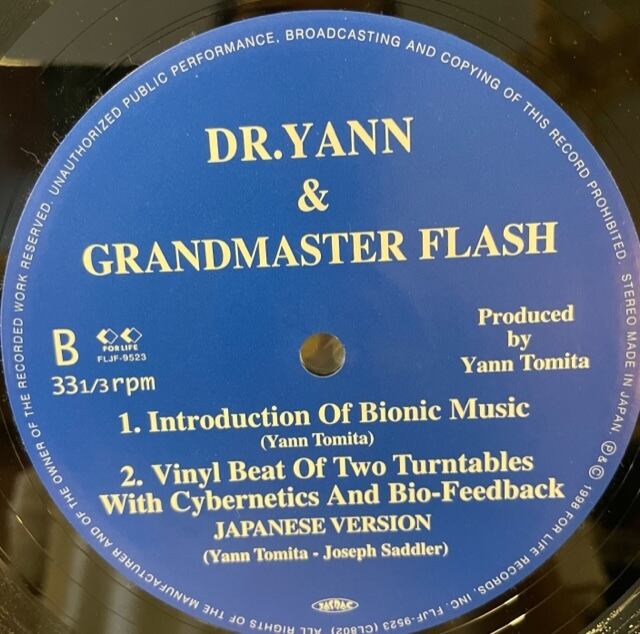 DR.YANN
&
GRANDMASTER FLASH
Produced
by
Yann Tomita
B
FOR LIFE
FLJF-9523
33 1/3 rpm
1. Introduction Of Bionic Music
(Yann Tomita)
2. Vinyl Beat Of Two Turntables
With Cybernetics And Bio-Feedback
JAPANESE VERSION
(Yann Tomita - Joseph Saddler)
JASRAC
ALL RIGHTS OF THE MANUFACTURER AND OF THE OWNER OF THE RECORDED WORK RESERVED. UNAUTHORIZED PUBLIC PERFORMANCE, BROADCASTING AND COPYING OF THIS RECORD PROHIBITED. STEREO MADE IN JAPAN. ℗&© 1998 FOR LIFE RECORDS, INC. FLJF-9523 (CL802)